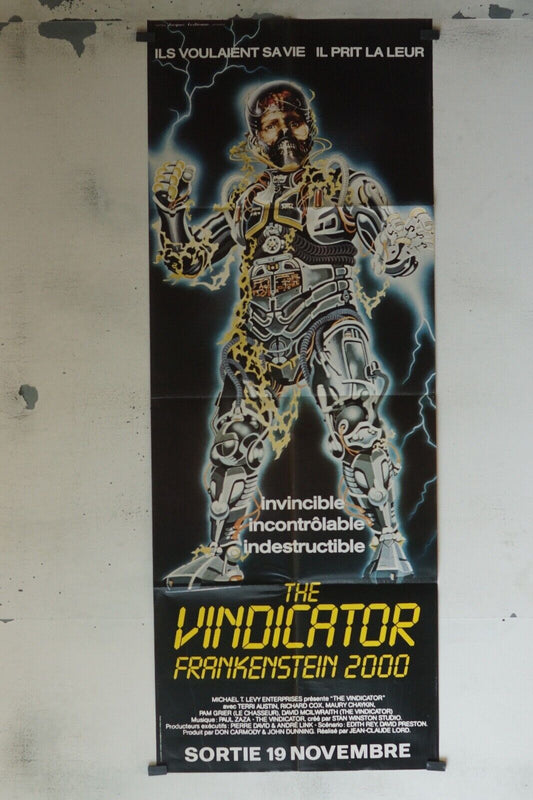 ILS VOULAIENT SA VIE IL PRIT LA LEUR
invincible
incontrôlable
indestructible
THE
VINDICATOR
FRANKENSTEIN 2000
MICHAEL T. LEVY ENTERPRISES présente "THE VINDICATOR"
avec TERRI AUSTIN, RICHARD COX, MAURY CHAYKIN,
PAM GRIER (LE CHASSEUR), DAVID MCILWRAITH (THE VINDICATOR)
Musique: PAUL ZAZA - THE VINDICATOR, créé par STAN WINSTON STUDIO.
Producteurs exécutifs: PIERRE DAVID & ANDRÉ LINK - Scénario: EDITH REY, DAVID PRESTON.
Produit par DON CARMODY & JOHN DUNNING. Réalisé par JEAN-CLAUDE LORD.
SORTIE 19 NOVEMBRE